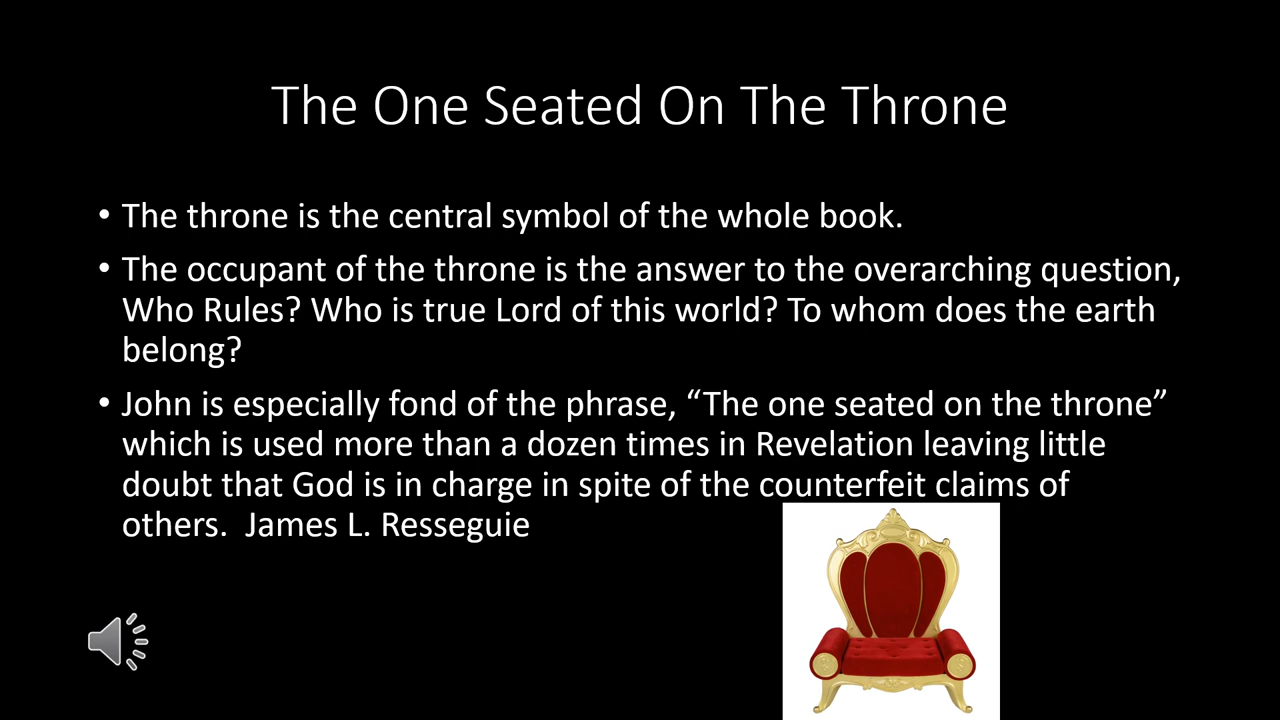 The One Seated On The Throne
• The throne is the central symbol of the whole book.
• The occupant of the throne is the answer to the overarching question,
Who Rules? Who is true Lord of this world? To whom does the earth
belong?
• John is especially fond of the phrase, “The one seated on the throne”
which is used more than a dozen times in Revelation leaving little
doubt that God is in charge in spite of the counterfeit claims of
others.  James L. Resseguie